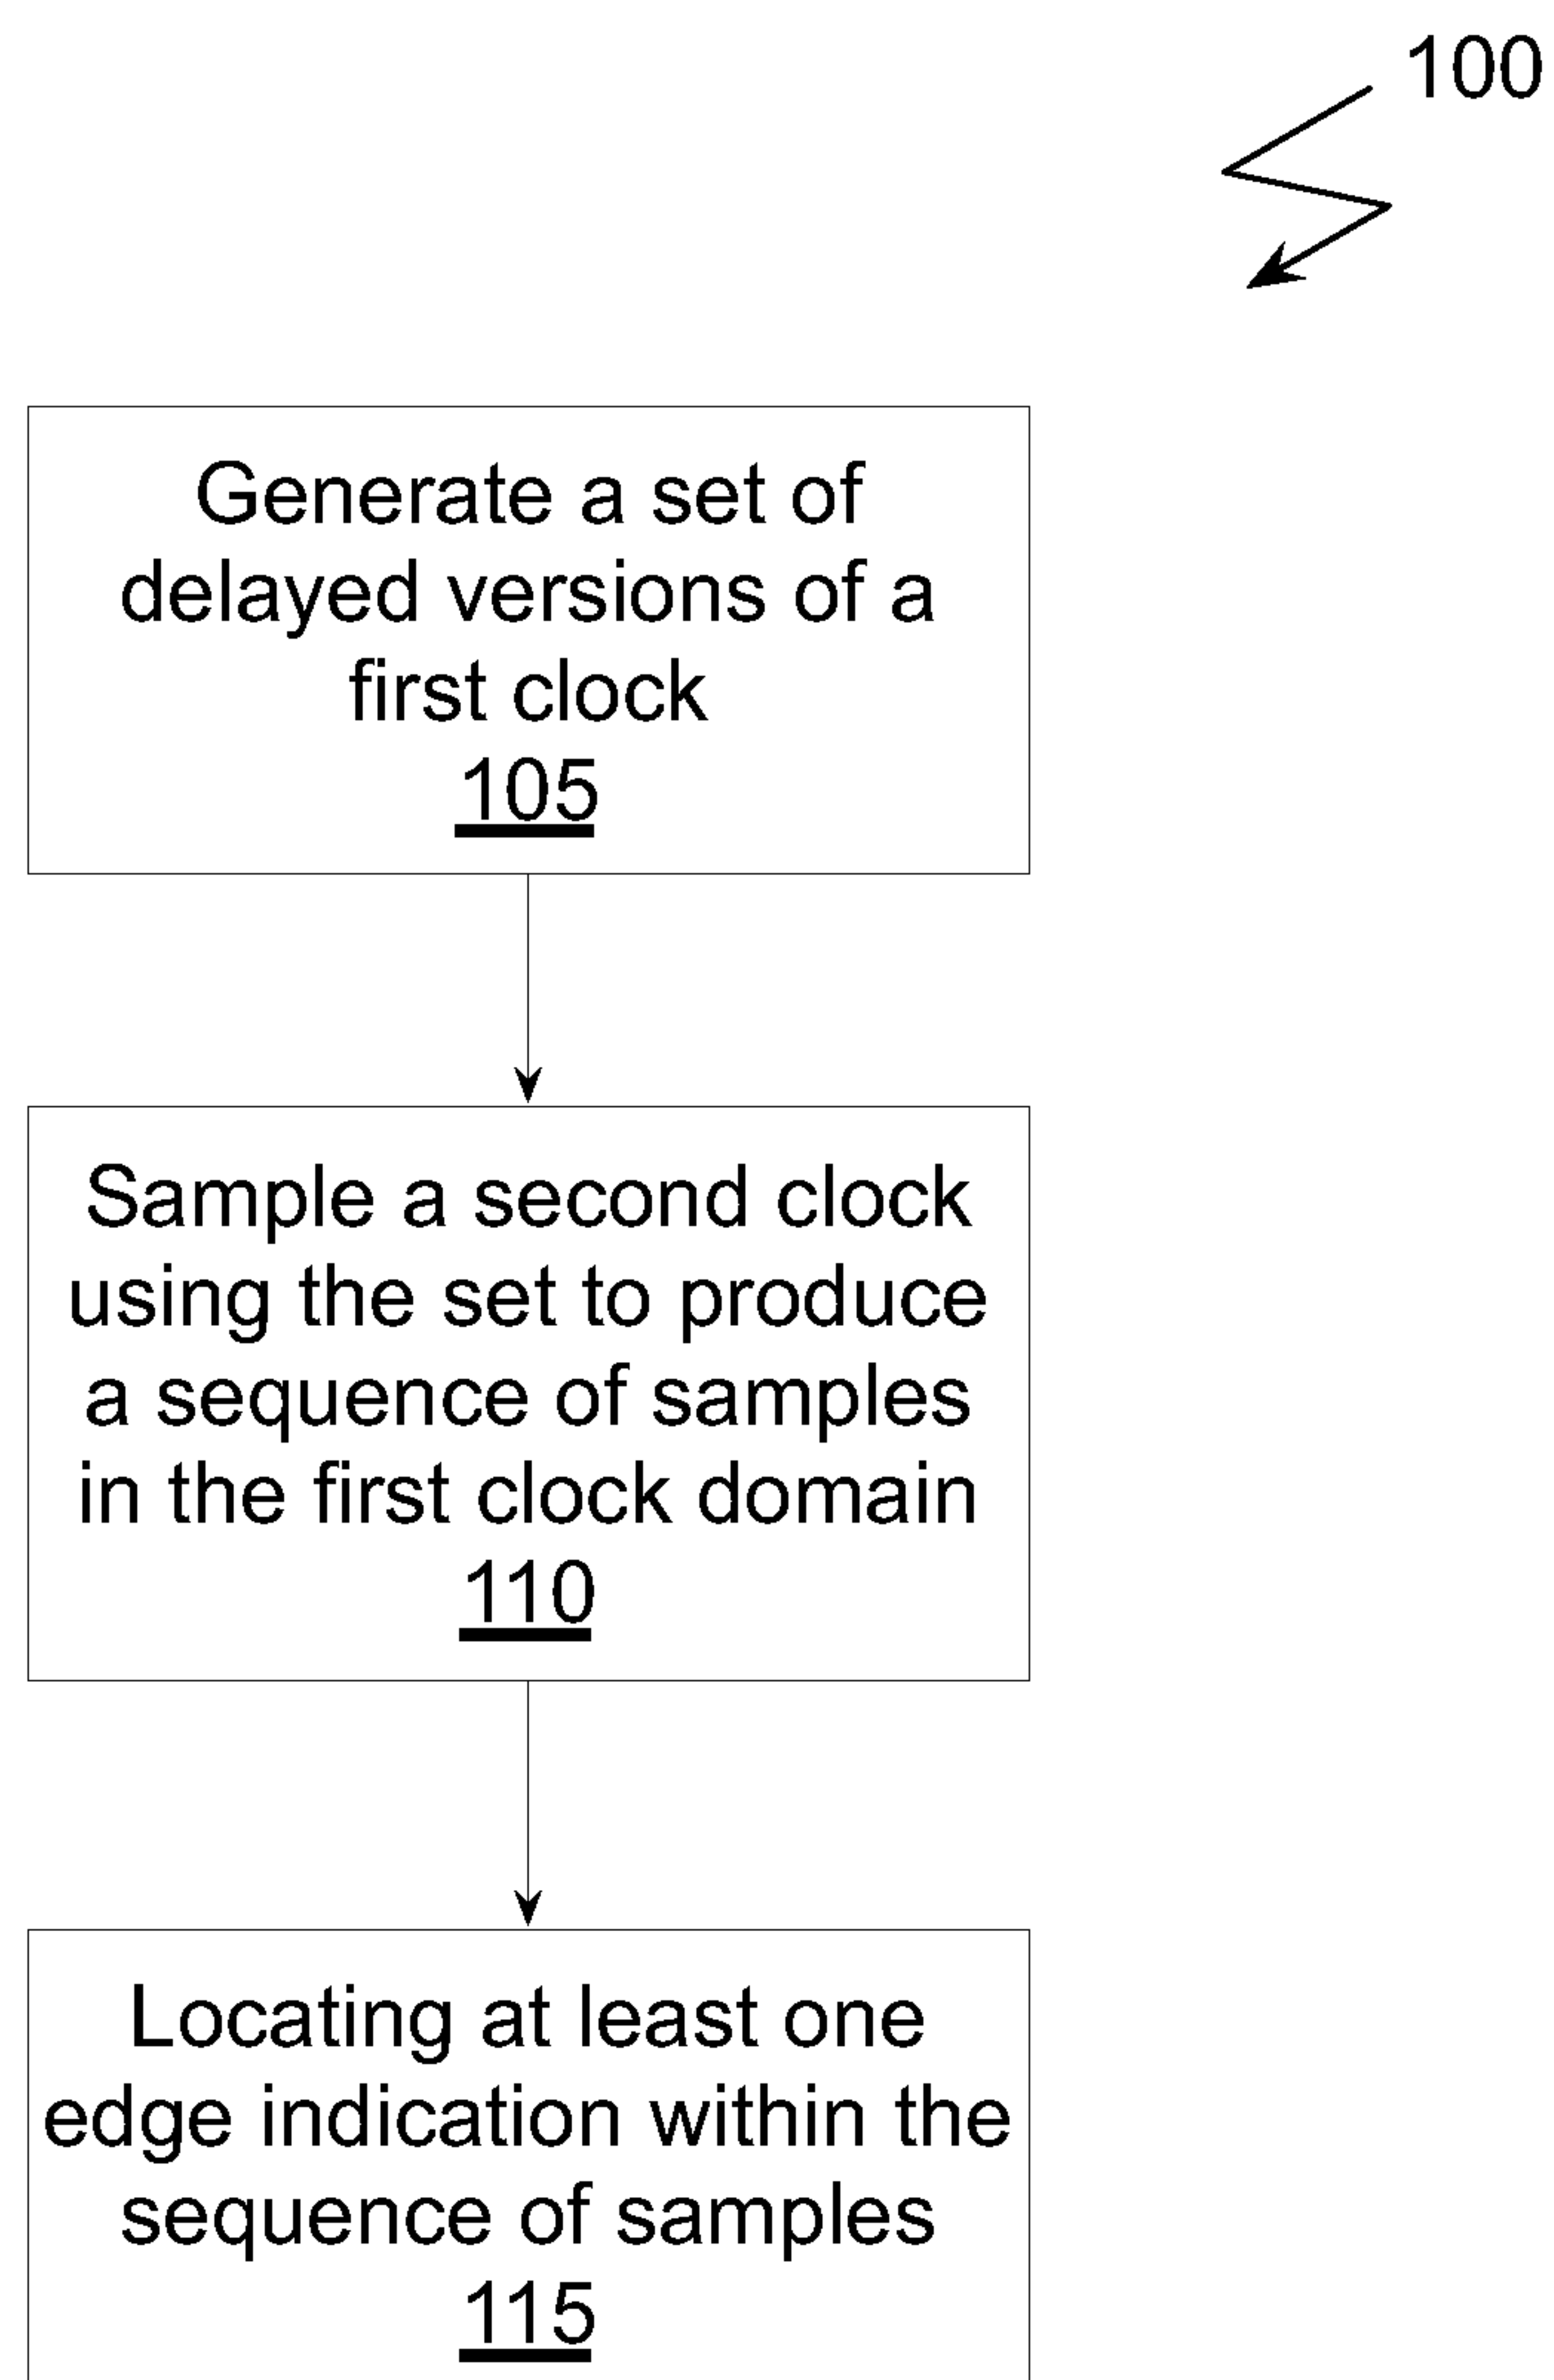 100
Generate a set of
delayed versions of a
first clock
105
Sample a second clock
using the set to produce
a sequence of samples
in the first clock domain
110
Locating at least one
edge indication within the
sequence of samples
115